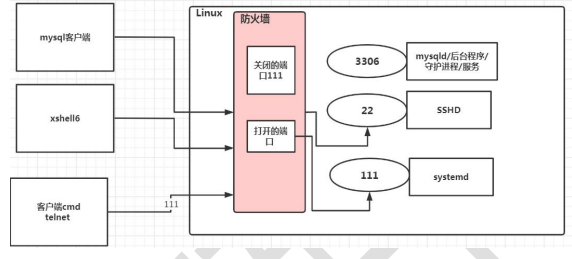 Linux
防火墙
mysql客户端
关闭的端
口111
3306
mysqld/后台程序/
守护进程/服务
22
SSHD
xshell6
打开的端
口
111
systemd
客户端cmd
telnet
111